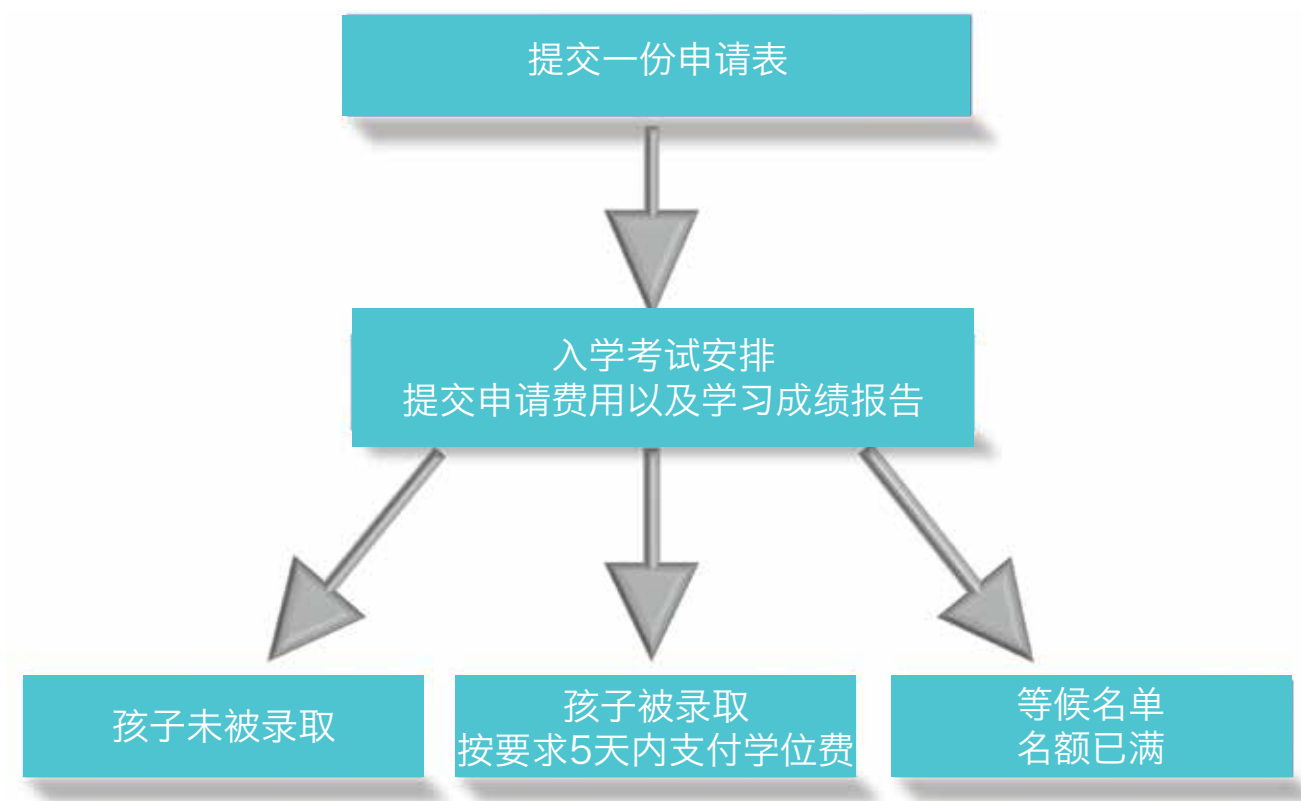 提交一份申请表
入学考试安排
提交申请费用以及学习成绩报告
孩子未被录取
孩子被录取
按要求5天内支付学位费
等候名单
名额已满